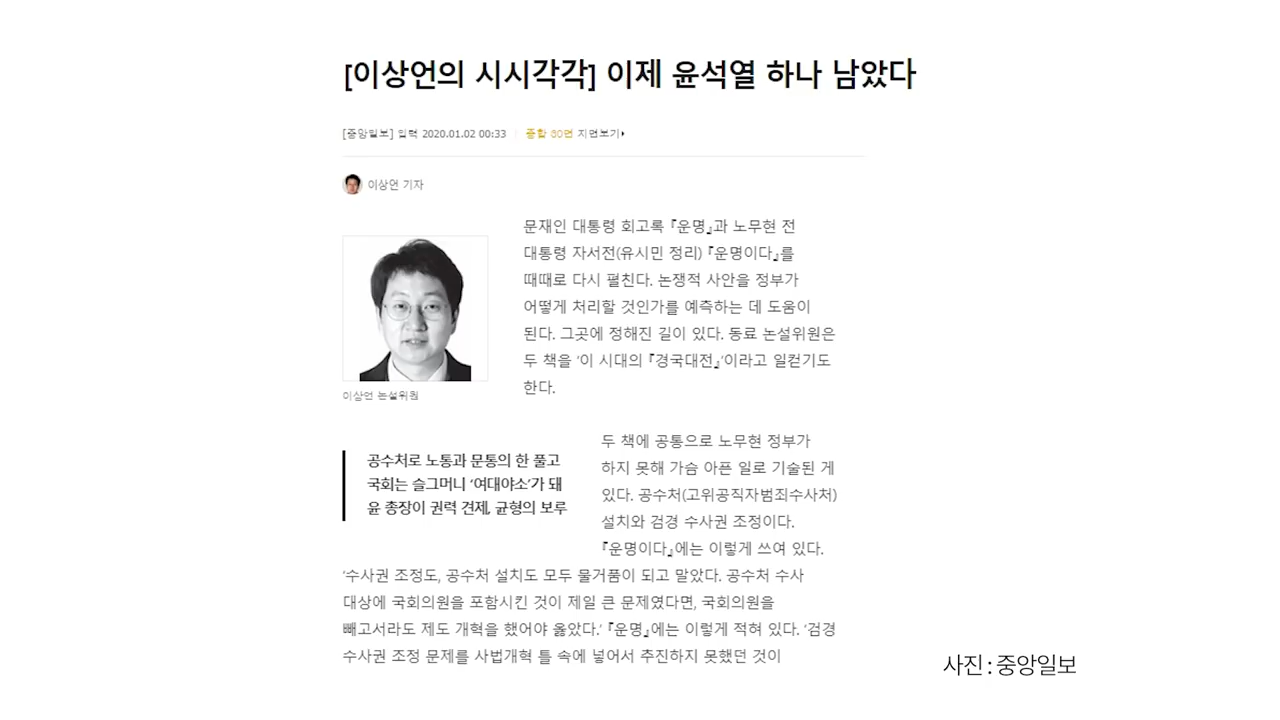 [이상언의 시시각각] 이제 윤석열 하나 남았다
[중앙일보] 입력 2020.01.02 00:33 | 종합 30면 지면보기
이상언 기자
문재인 대통령 회고록 『운명』과 노무현 전
대통령 자서전(유시민 정리) 『운명이다』를
때때로 다시 펼친다. 논쟁적 사안을 정부가
어떻게 처리할 것인가를 예측하는 데 도움이
된다. 그곳에 정해진 길이 있다. 동료 논설위원은
두 책을 ‘이 시대의 『경국대전』’이라고 일컫기도
한다.
이상언 논설위원
공수처로 노통과 문통의 한 풀고
국회는 슬그머니 ‘여대야소’가 돼
윤 총장이 권력 견제, 균형의 보루
두 책에 공통으로 노무현 정부가
하지 못해 가슴 아픈 일로 기술된 게
있다. 공수처(고위공직자범죄수사처)
설치와 검경 수사권 조정이다.
『운명이다』에는 이렇게 쓰여 있다.
‘수사권 조정도, 공수처 설치도 모두 물거품이 되고 말았다. 공수처 수사
대상에 국회의원을 포함시킨 것이 제일 큰 문제였다면, 국회의원을
빼고서라도 제도 개혁을 했어야 옳았다.’ 『운명』에는 이렇게 적혀 있다. ‘검경
수사권 조정 문제를 사법개혁 틀 속에 넣어서 추진하지 못했던 것이
사진 : 중앙일보